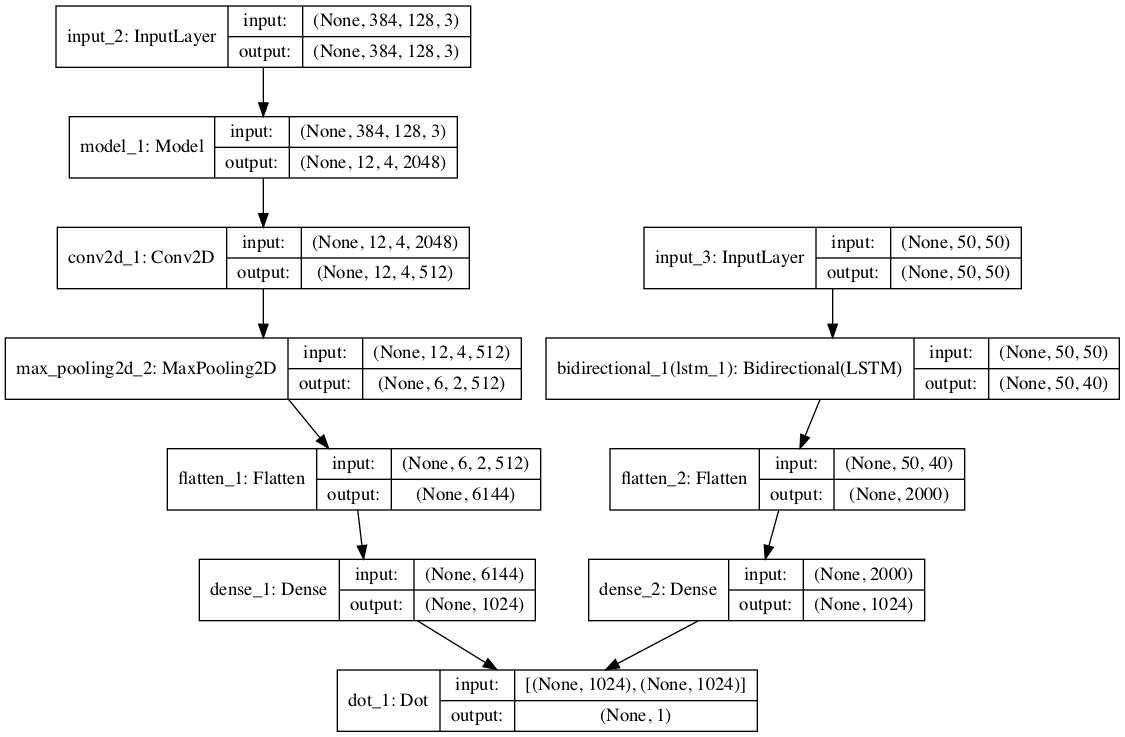 input_2: InputLayer
input:
(None, 384, 128, 3)
output:
(None, 384, 128, 3)
model_1: Model
input:
(None, 384, 128, 3)
output:
(None, 12, 4, 2048)
conv2d_1: Conv2D
input:
(None, 12, 4, 2048)
output:
(None, 12, 4, 512)
input_3: InputLayer
input:
(None, 50, 50)
output:
(None, 50, 50)
max_pooling2d_2: MaxPooling2D
input:
(None, 12, 4, 512)
output:
(None, 6, 2, 512)
bidirectional_1(lstm_1): Bidirectional(LSTM)
input:
(None, 50, 50)
output:
(None, 50, 40)
flatten_1: Flatten
input:
(None, 6, 2, 512)
output:
(None, 6144)
flatten_2: Flatten
input:
(None, 50, 40)
output:
(None, 2000)
dense_1: Dense
input:
(None, 6144)
output:
(None, 1024)
dense_2: Dense
input:
(None, 2000)
output:
(None, 1024)
dot_1: Dot
input:
[(None, 1024), (None, 1024)]
output:
(None, 1)